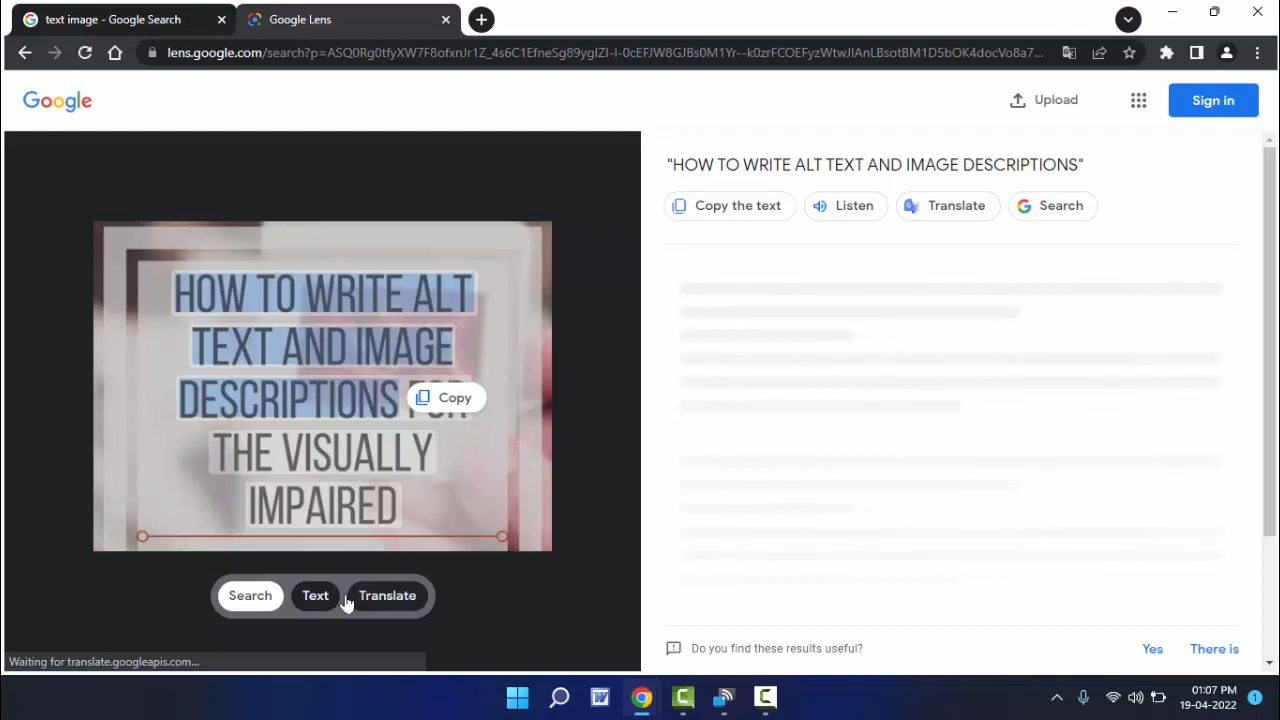 text image - Google Search
Google Lens
lens.google.com/search?p=ASQ0Rg0tfyXW7F8ofxnJr1Z_4s6C1EfneSg89ygIZI-I-0cEFJW8GJBs0M1Yr--k0zrFCOEFyzWtwJIAnLBsotBM1D5bOK4docVo8a7...
Google
Upload
Sign in
"HOW TO WRITE ALT TEXT AND IMAGE DESCRIPTIONS"
Copy the text
Listen
Translate
Search
HOW TO WRITE ALT
TEXT AND IMAGE
DESCRIPTIONS
Copy
THE VISUALLY
IMPAIRED
Search
Text
Translate
Do you find these results useful?
Yes
There is
Waiting for translate.googleapis.com...
01:07 PM
19-04-2022
1